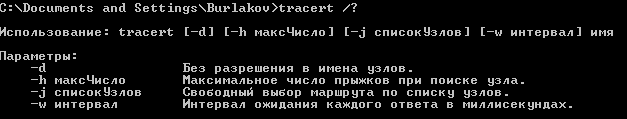 C:\Documents and Settings\Burlakov>tracert /?
Использование: tracert [-d] [-h максЧисло] [-j списокУзлов] [-w интервал] имя
Параметры:
-d Без разрешения в имена узлов.
-h максЧисло Максимальное число прыжков при поиске узла.
-j списокУзлов Свободный выбор маршрута по списку узлов.
-w интервал Интервал ожидания каждого ответа в миллисекундах.